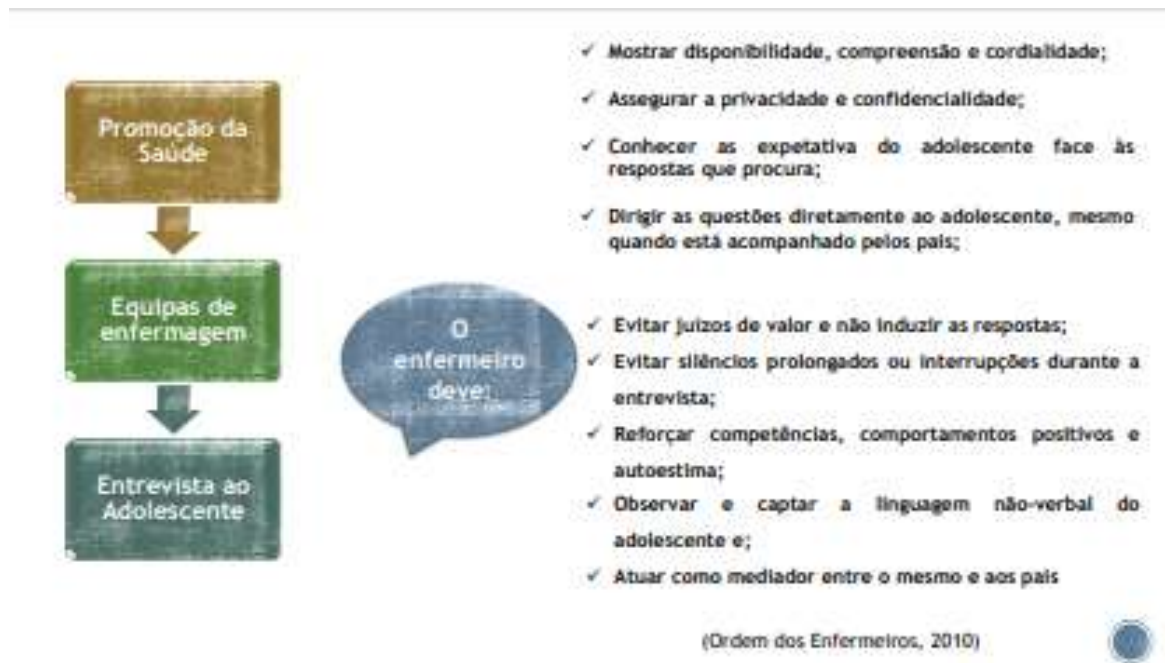 Promoção da
Saúde
Equipas de
enfermagem
Entrevista ao
Adolescente
O
enfermeiro
deve:
✓ Mostrar disponibilidade, compreensão e cordialidade;
✓ Assegurar a privacidade e confidencialidade;
✓ Conhecer as expetativa do adolescente face às
respostas que procura;
✓ Dirigir as questões diretamente ao adolescente, mesmo
quando está acompanhado pelos pais;
✓ Evitar juízos de valor e não induzir as respostas;
✓ Evitar silêncios prolongados ou interrupções durante a
entrevista;
✓ Reforçar competências, comportamentos positivos e
autoestima;
✓ Observar e captar a linguagem não-verbal do
adolescente e;
✓ Atuar como mediador entre o mesmo e aos pais
(Ordem dos Enfermeiros, 2010)